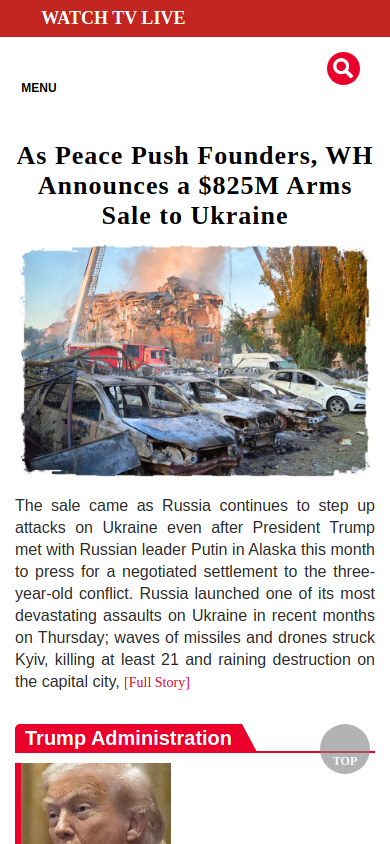 WATCH TV LIVE
MENU
As Peace Push Founders, WH
Announces a $825M Arms
Sale to Ukraine
The sale came as Russia continues to step up
attacks on Ukraine even after President Trump
met with Russian leader Putin in Alaska this month
to press for a negotiated settlement to the three-
year-old conflict. Russia launched one of its most
devastating assaults on Ukraine in recent months
on Thursday; waves of missiles and drones struck
Kyiv, killing at least 21 and raining destruction on
the capital city, [Full Story]
Trump Administration
TOP